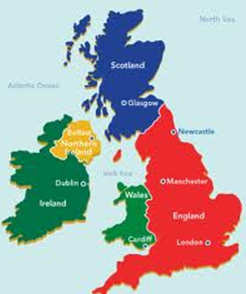 North Sea
Scotland
Atlantic Ocean
Glasgow
Newcastle
Belfast
Northern
Ireland
Irish Sea
Dublin
Manchester
Wales
Ireland
England
Cardiff
London